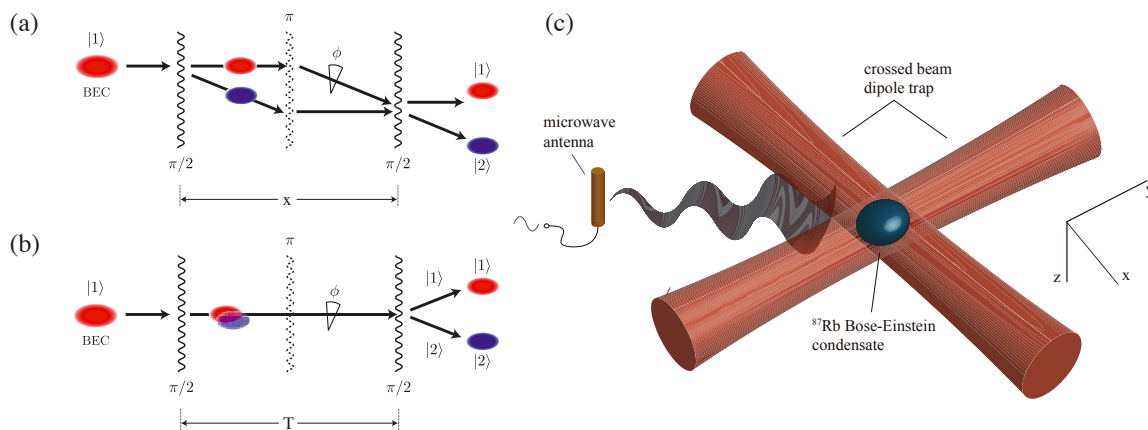 (a)
|1⟩
BEC
π
ϕ
|1⟩
|2⟩
π/2
π/2
x
(b)
|1⟩
BEC
π
ϕ
|1⟩
|1⟩
|2⟩
|2⟩
π/2
π/2
T
(c)
crossed beam
dipole trap
microwave
antenna
y
z
x
⁸⁷Rb Bose-Einstein
condensate